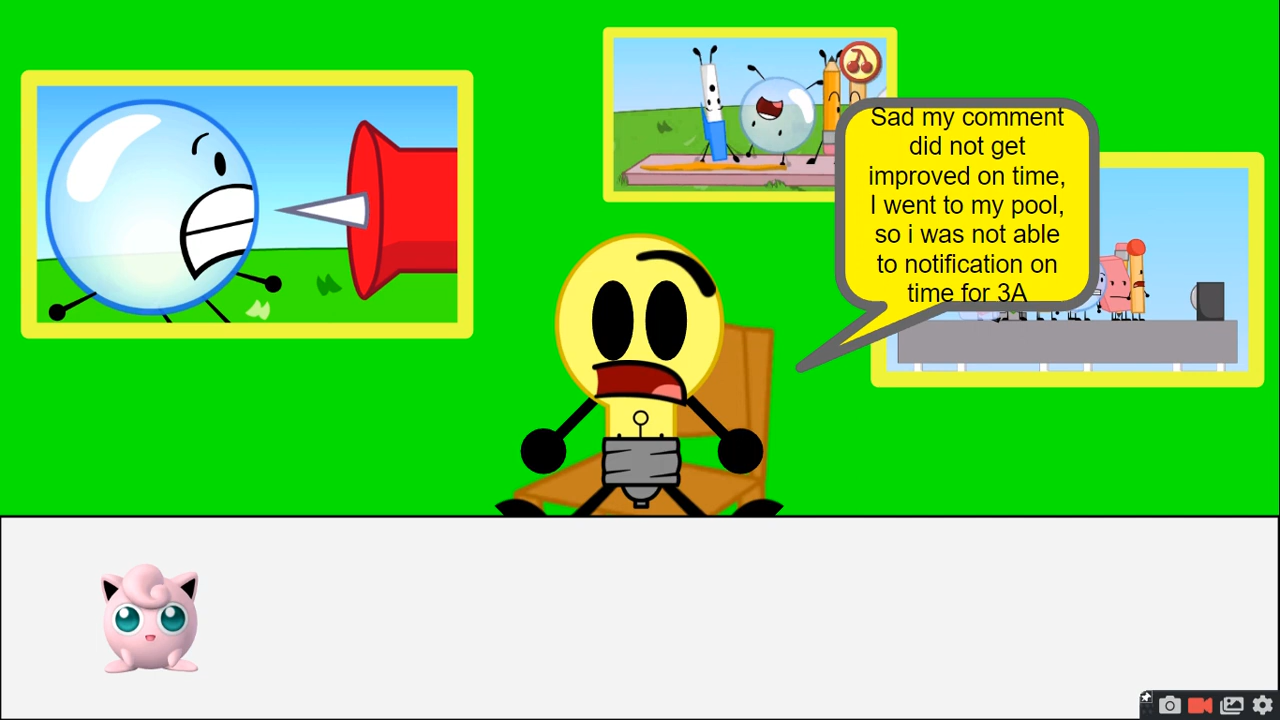 Sad my comment
did not get
improved on time,
I went to my pool,
so i was not able
to notification on
time for 3A